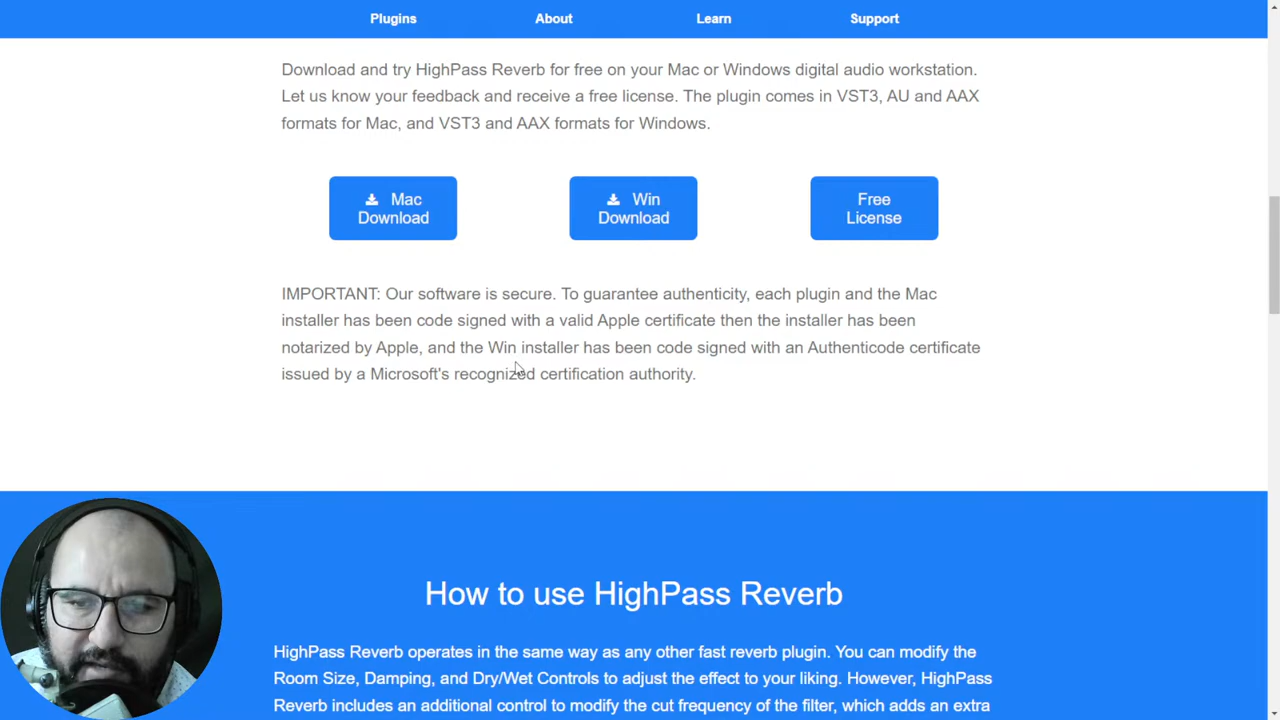 Plugins About Learn Support
Download and try HighPass Reverb for free on your Mac or Windows digital audio workstation.
Let us know your feedback and receive a free license. The plugin comes in VST3, AU and AAX
formats for Mac, and VST3 and AAX formats for Windows.
Mac
Download
Win
Download
Free
License
IMPORTANT: Our software is secure. To guarantee authenticity, each plugin and the Mac
installer has been code signed with a valid Apple certificate then the installer has been
notarized by Apple, and the Win installer has been code signed with an Authenticode certificate
issued by a Microsoft's recognized certification authority.
How to use HighPass Reverb
HighPass Reverb operates in the same way as any other fast reverb plugin. You can modify the
Room Size, Damping, and Dry/Wet Controls to adjust the effect to your liking. However, HighPass
Reverb includes an additional control to modify the cut frequency of the filter, which adds an extra